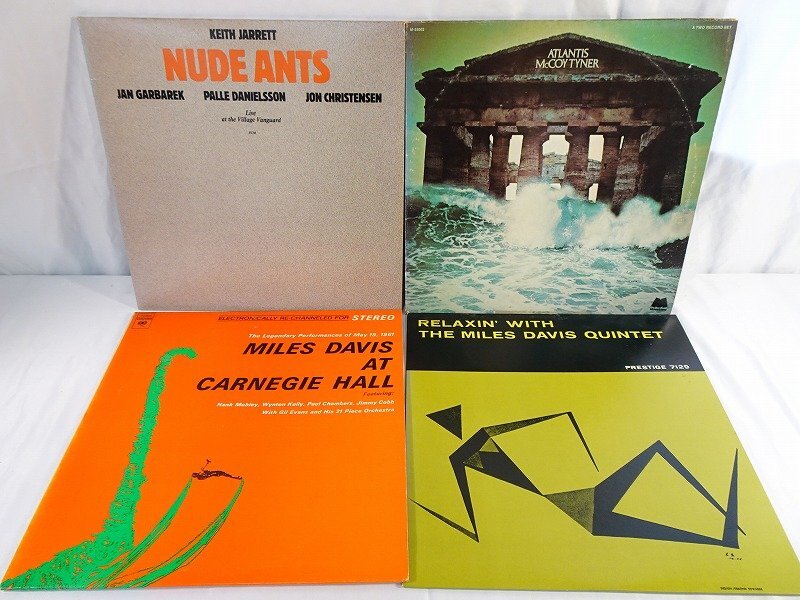 KEITH JARRETT
NUDE ANTS
JAN GARBAREK PALLE DANIELSSON JON CHRISTENSEN
Live
at the Village Vanguard
ECM
A TWO RECORD SET
ATLANTIS
McCOY TYNER
ELECTRONICALLY RE-CHANNELED FOR STEREO
The Legendary Performances of May 19, 1961
MILES DAVIS
AT
CARNEGIE HALL
Featuring:
Hank Mobley, Wynton Kelly, Paul Chambers, Jimmy Cobb
With Gil Evans and His 21 Piece Orchestra
RELAXIN' WITH
THE MILES DAVIS QUINTET
PRESTIGE 7129